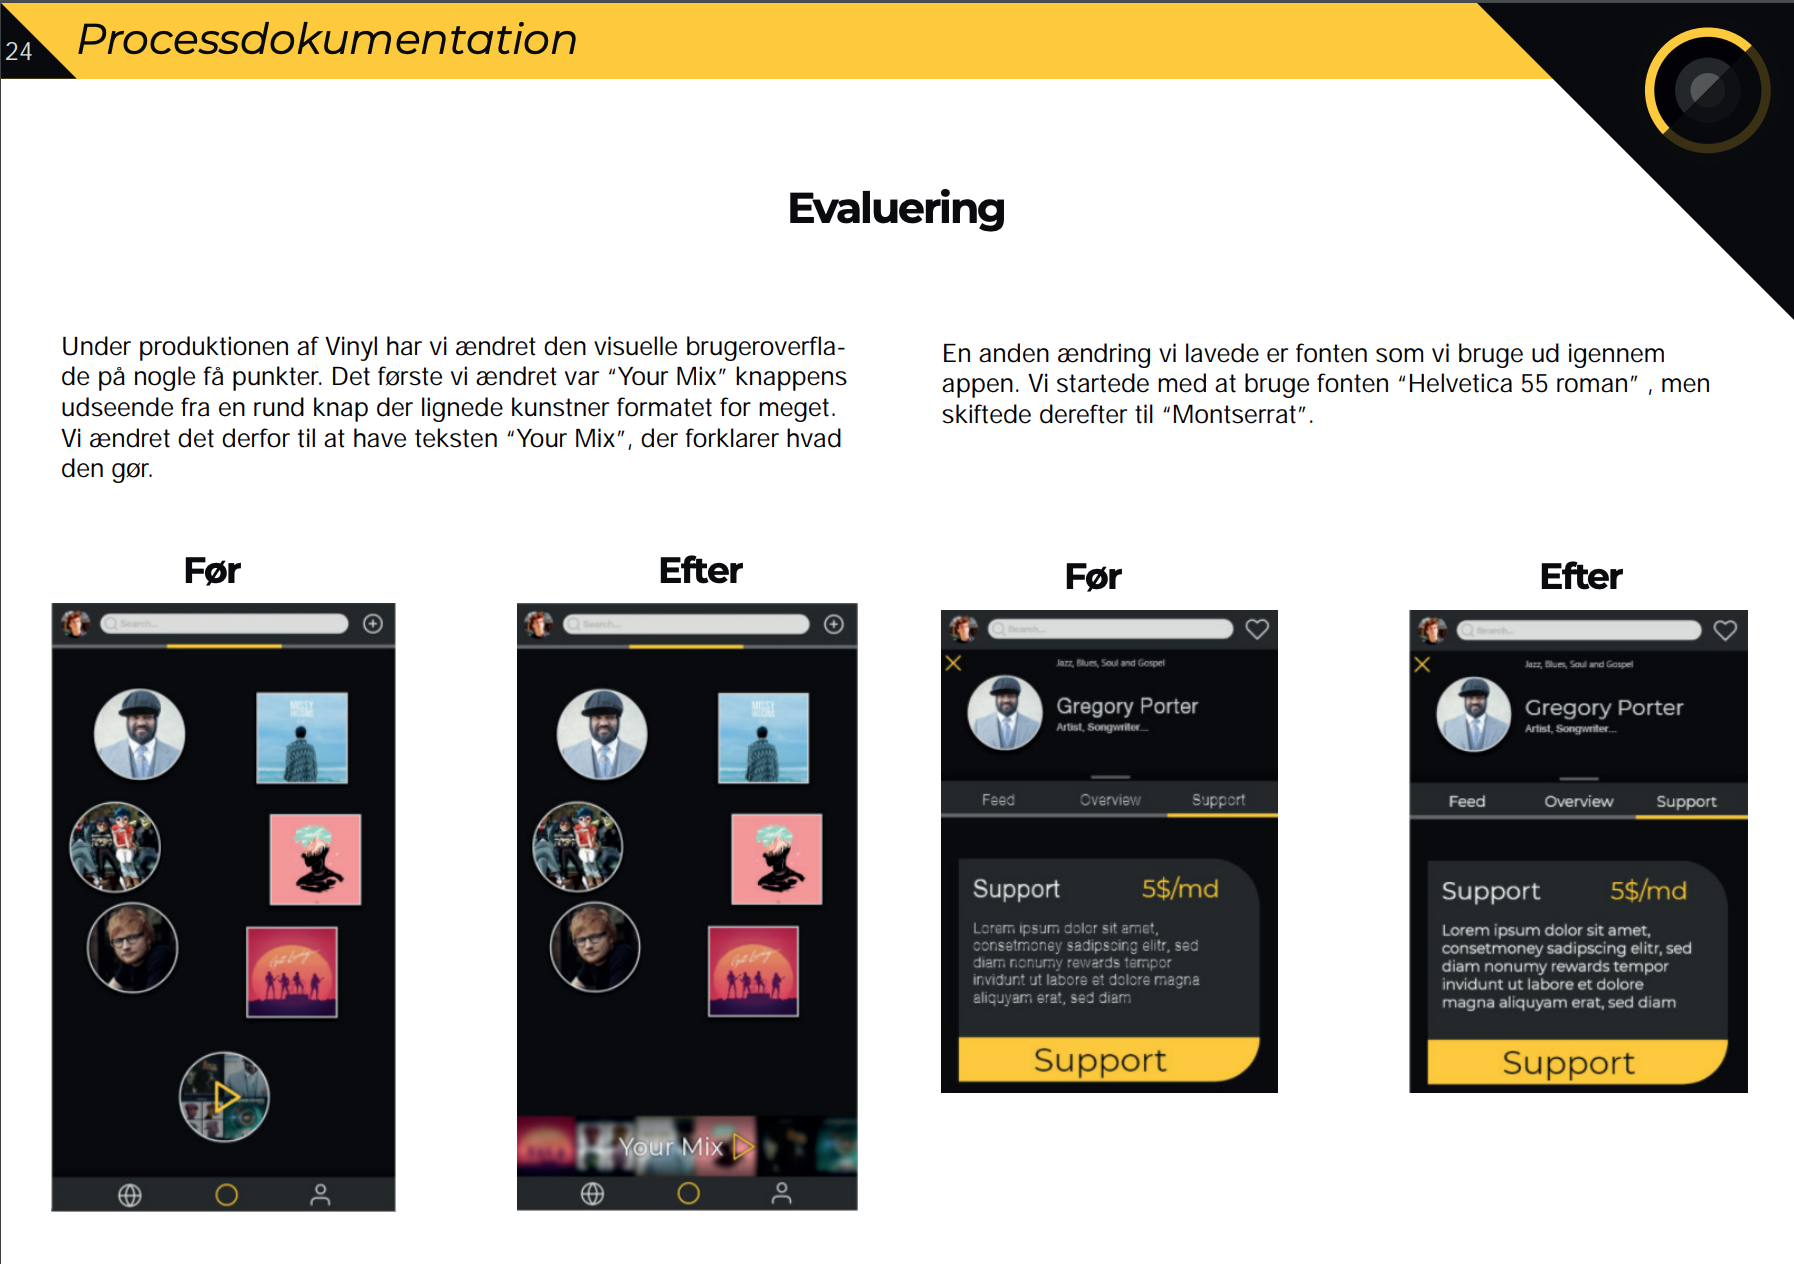 24
Processdokumentation
Evaluering
Under produktionen af Vinyl har vi ændret den visuelle brugeroverfla-
de på nogle få punkter. Det første vi ændret var “Your Mix” knappens
udseende fra en rund knap der lignede kunstner formatet for meget.
Vi ændret det derfor til at have teksten “Your Mix”, der forklarer hvad
den gør.
En anden ændring vi lavede er fonten som vi bruge ud igennem
appen. Vi startede med at bruge fonten “Helvetica 55 roman” , men
skiftede derefter til “Montserrat”.
Før
Search...
Efter
Search...
Your Mix
Før
Search...
Jazz, Blues, Soul and Gospel
Gregory Porter
Artist, Songwriter...
Feed Overview Support
Support 5$/md
Lorem ipsum dolor sit amet,
consetmoney sadipscing elitr, sed
diam nonumy rewards tempor
invidunt ut labore et dolore magna
aliquyam erat, sed diam
Support
Efter
Search...
Jazz, Blues, Soul and Gospel
Gregory Porter
Artist, Songwriter...
Feed Overview Support
Support 5$/md
Lorem ipsum dolor sit amet,
consetmoney sadipscing elitr, sed
diam nonumy rewards tempor
invidunt ut labore et dolore
magna aliquyam erat, sed diam
Support